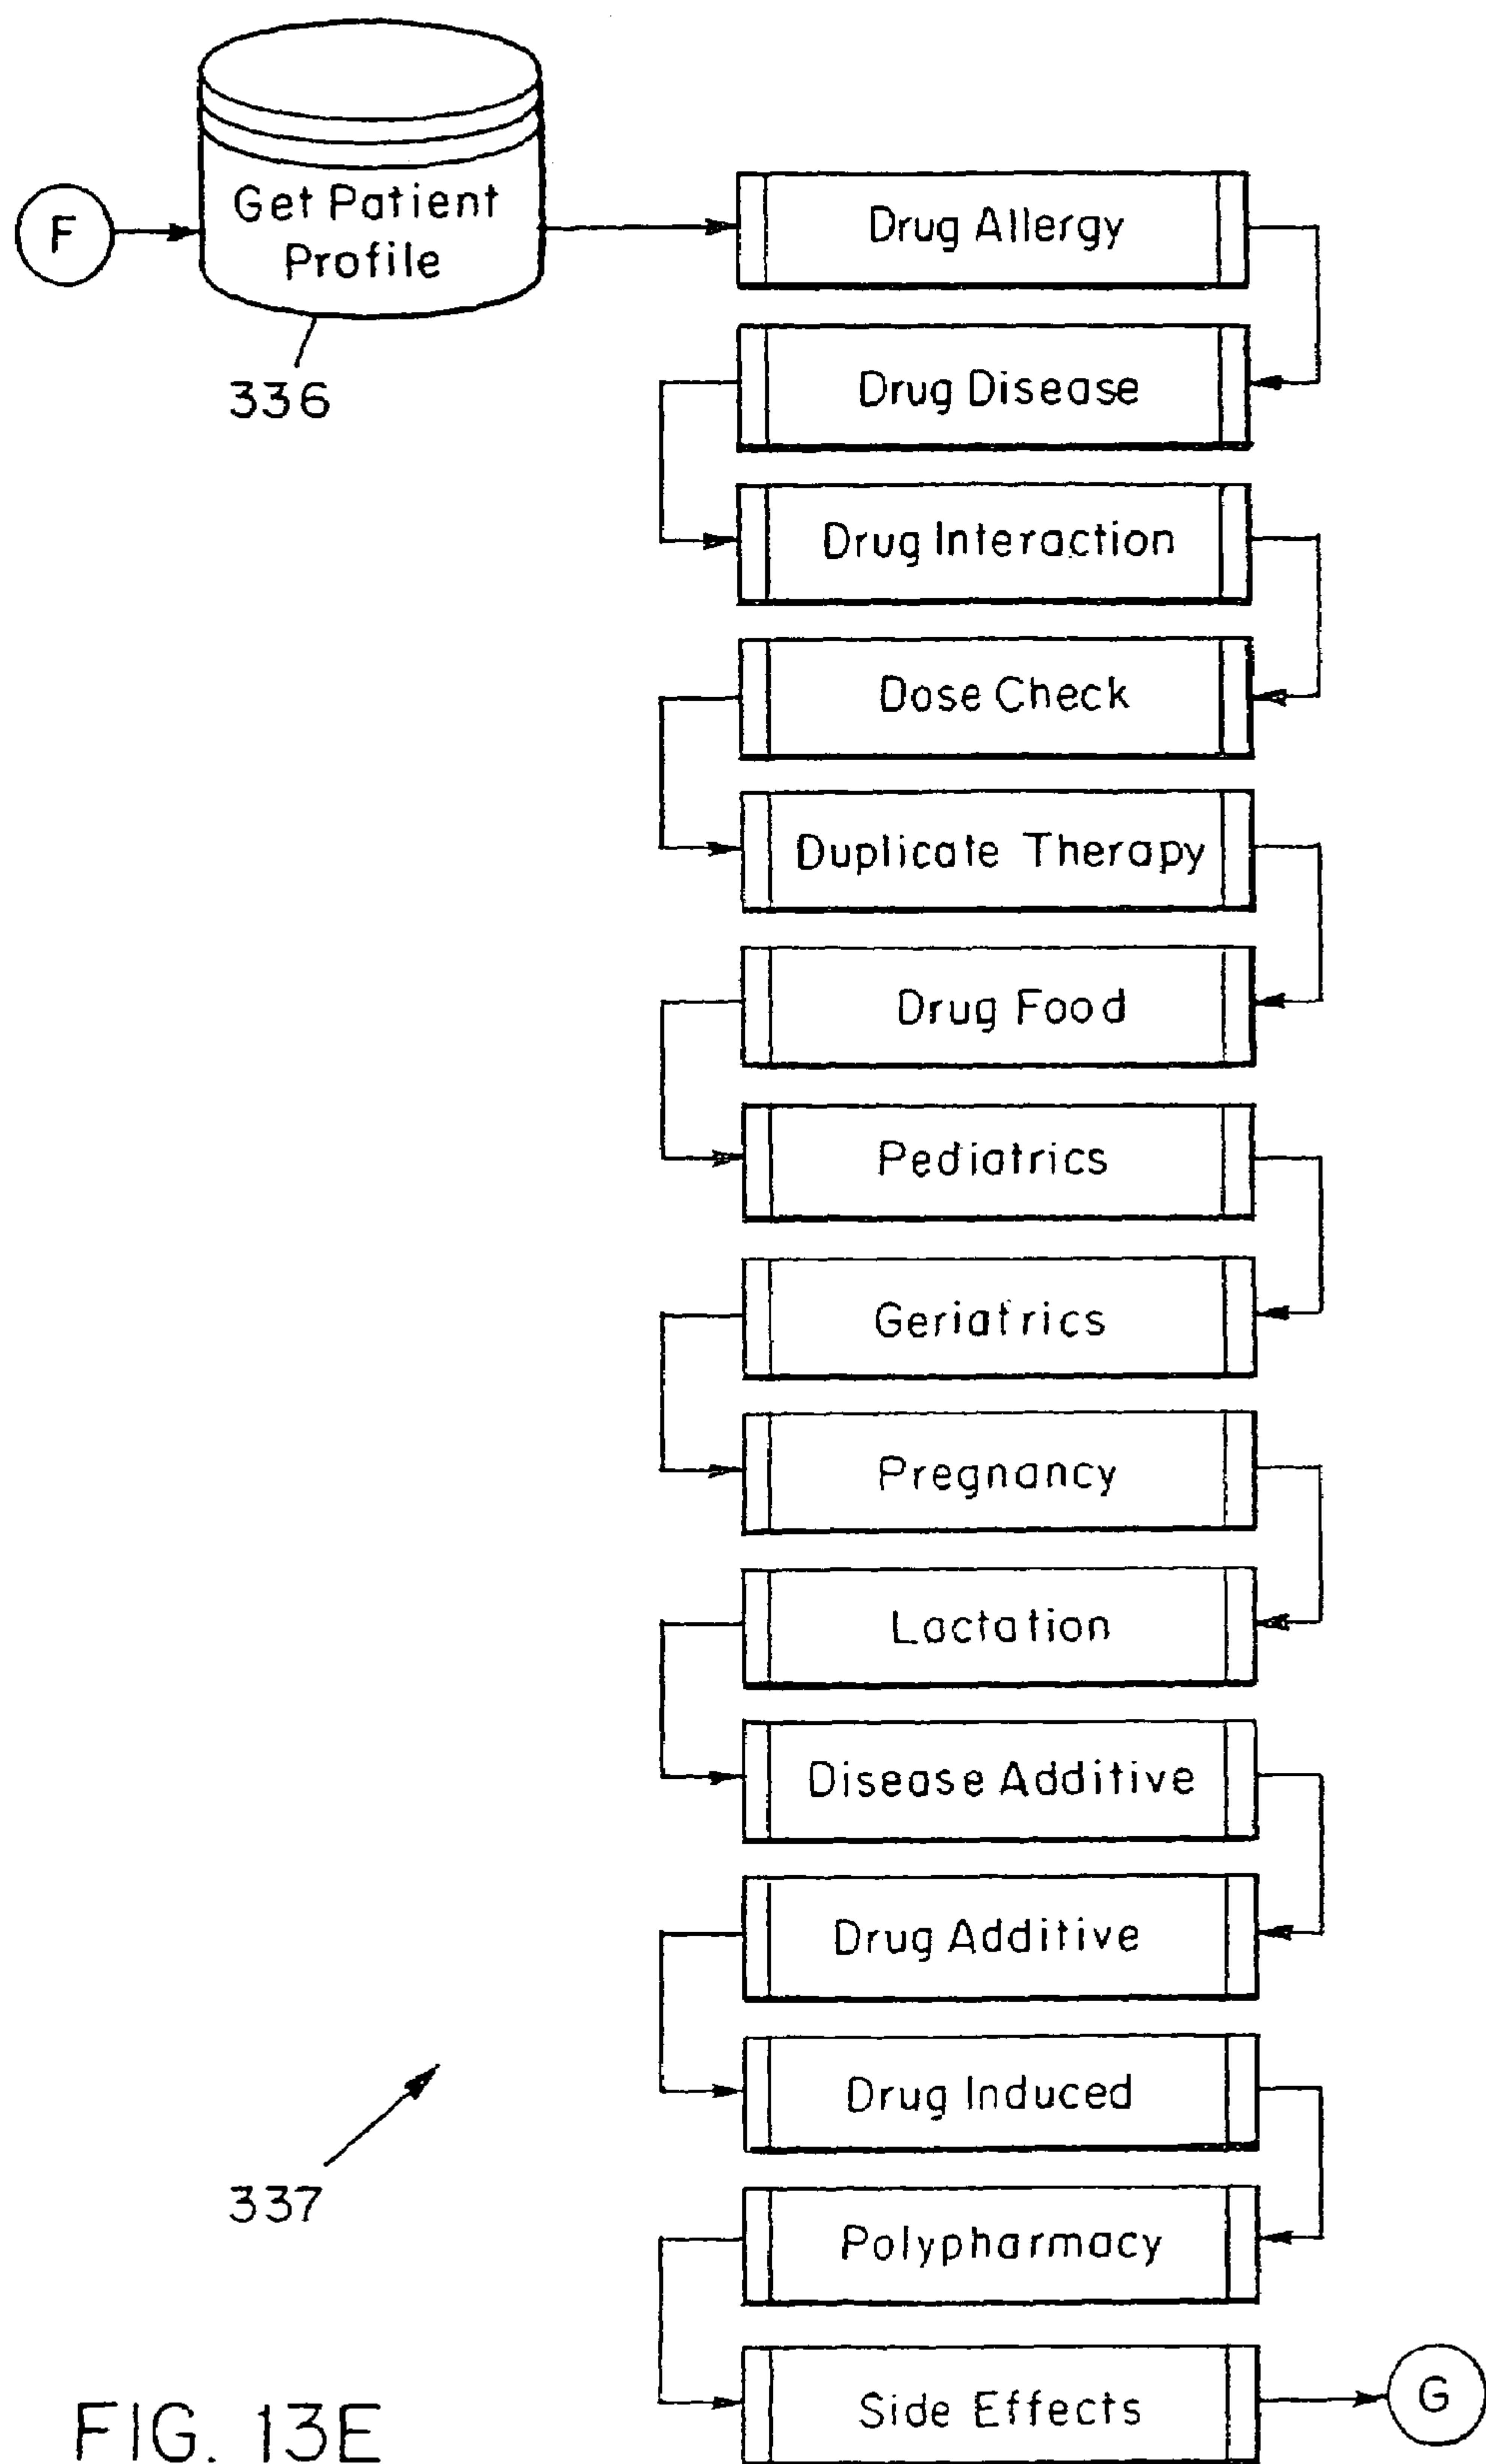 F
Get Patient
Profile
336
Drug Allergy
Drug Disease
Drug Interaction
Dose Check
Duplicate Therapy
Drug Food
Pediatrics
Geriatrics
Pregnancy
Lactation
Disease Additive
Drug Additive
Drug Induced
337
Polypharmacy
Side Effects
G
FIG. 13E